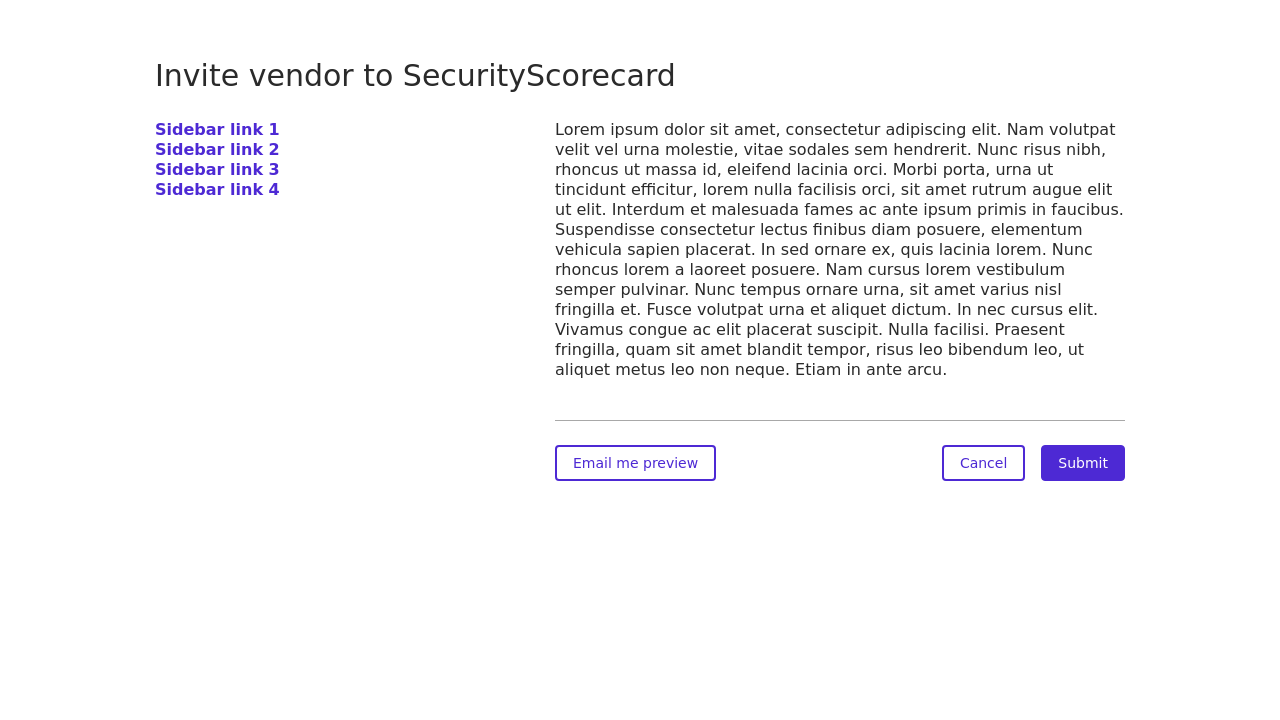 Invite vendor to SecurityScorecard
Sidebar link 1
Sidebar link 2
Sidebar link 3
Sidebar link 4
Lorem ipsum dolor sit amet, consectetur adipiscing elit. Nam volutpat
velit vel urna molestie, vitae sodales sem hendrerit. Nunc risus nibh,
rhoncus ut massa id, eleifend lacinia orci. Morbi porta, urna ut
tincidunt efficitur, lorem nulla facilisis orci, sit amet rutrum augue elit
ut elit. Interdum et malesuada fames ac ante ipsum primis in faucibus.
Suspendisse consectetur lectus finibus diam posuere, elementum
vehicula sapien placerat. In sed ornare ex, quis lacinia lorem. Nunc
rhoncus lorem a laoreet posuere. Nam cursus lorem vestibulum
semper pulvinar. Nunc tempus ornare urna, sit amet varius nisl
fringilla et. Fusce volutpat urna et aliquet dictum. In nec cursus elit.
Vivamus congue ac elit placerat suscipit. Nulla facilisi. Praesent
fringilla, quam sit amet blandit tempor, risus leo bibendum leo, ut
aliquet metus leo non neque. Etiam in ante arcu.
Email me preview
Cancel
Submit